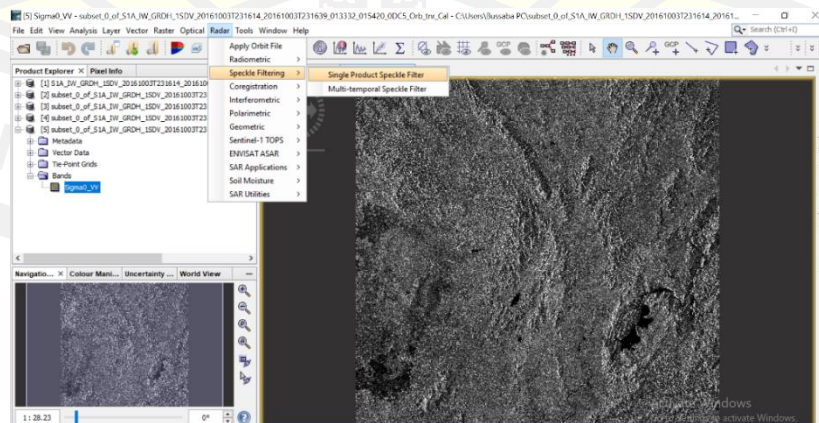 [5] Sigma0_VV - subset_0_of_S1A_IW_GRDH_1SDV_20161003T231614_20161003T231639_013332_015420_0DC5_Orb_tnr_Cal - C:\Users\Bussaba PC\subset_0_of_S1A_IW_GRDH_1SDV_20161003T231614_20161...
File Edit View Analysis Layer Vector Raster Optical Radar Tools Window Help
Search (Ctrl+I)
GCP
Product Explorer × Pixel Info
[1] S1A_IW_GRDH_1SDV_20161003T231614_201610
[2] subset_0_of_S1A_IW_GRDH_1SDV_20161003T23
[3] subset_0_of_S1A_IW_GRDH_1SDV_20161003T23
[4] subset_0_of_S1A_IW_GRDH_1SDV_20161003T23
[5] subset_0_of_S1A_IW_GRDH_1SDV_20161003T23
Metadata
Vector Data
Tie-Point Grids
Bands
Sigma0_VV
Apply Orbit File
Radiometric >
Speckle Filtering >
Coregistration >
Interferometric >
Polarimetric >
Geometric >
Sentinel-1 TOPS >
ENVISAT ASAR >
SAR Applications >
Soil Moisture >
SAR Utilities >
Single Product Speckle Filter
Multi-temporal Speckle Filter
Navigatio... × Colour Mani... Uncertainty ... World View
1 : 28.23
0°
Activate Windows
Go to Settings to activate Windows.